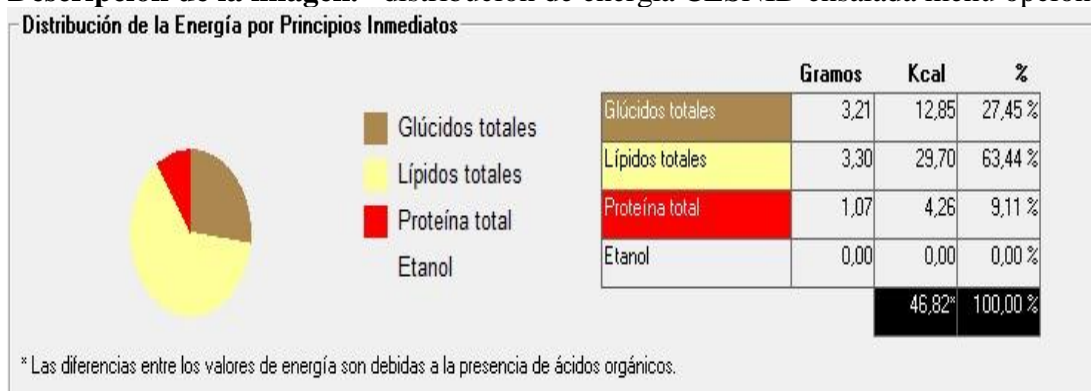 Distribución de la Energía por Principios Inmediatos
Gramos Kcal %
Glúcidos totales
Lípidos totales
Proteína total
Etanol
Glúcidos totales 3,21 12,85 27,45 %
Lípidos totales 3,30 29,70 63,44 %
Proteína total 1,07 4,26 9,11 %
Etanol 0,00 0,00 0,00 %
46,82* 100,00 %
* Las diferencias entre los valores de energía son debidas a la presencia de ácidos orgánicos.